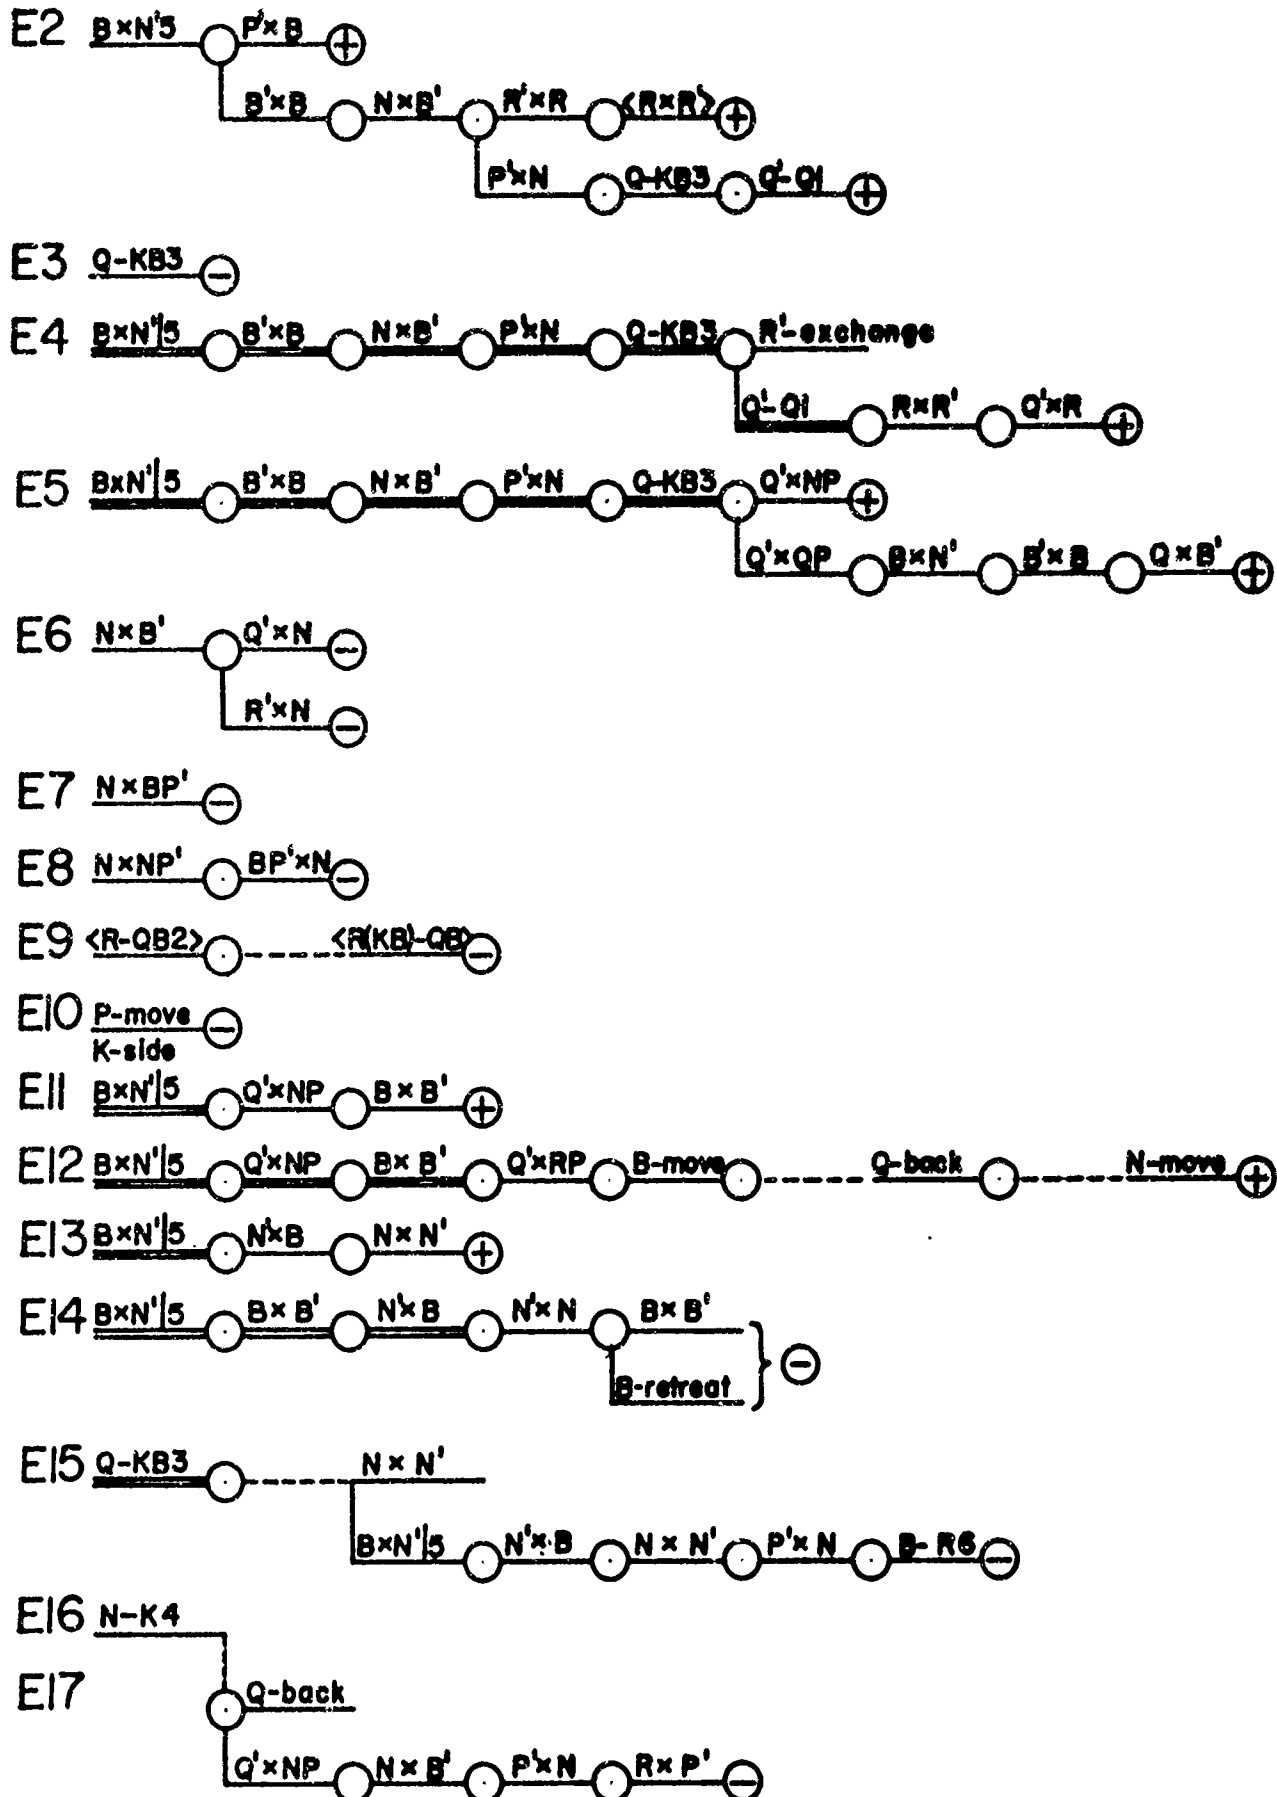 E2 B×N'5 P'×B +
B'×B N×B' R'×R <R×R'> +
P'×N Q-KB3 Q'-Q1 +
E3 Q-KB3 −
E4 B×N'|5 B'×B N×B' P'×N Q-KB3 R'-exchange
Q'-Q1 R×R' Q'×R +
E5 B×N'|5 B'×B N×B' P'×N Q-KB3 Q'×NP +
Q'×QP B×N' B'×B Q×B' +
E6 N×B' Q'×N −
R'×N −
E7 N×BP' −
E8 N×NP' BP'×N −
E9 <R-QB2> <R(KB)-QB> −
E10 P-move −
K-side
E11 B×N'|5 Q'×NP B×B' +
E12 B×N'|5 Q'×NP B×B' Q'×RP B-move Q-back N-move +
E13 B×N'|5 N'×B N×N' +
E14 B×N'|5 B×B' N'×B N'×N B×B'
B-retreat −
E15 Q-KB3 N×N'
B×N'|5 N'×B N×N' P'×N B-R6 −
E16 N-K4
E17 Q-back
Q'×NP N×B' P'×N R×P' −